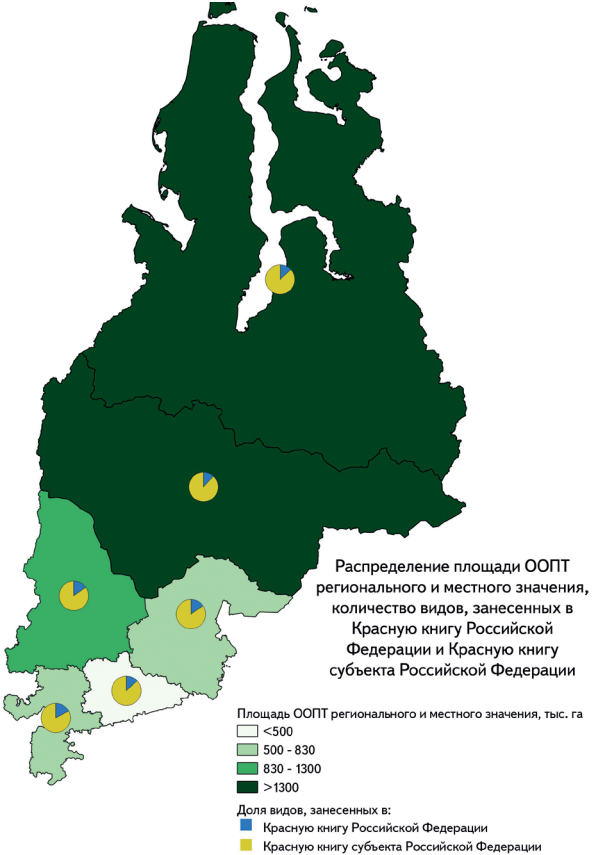 Распределение площади ООПТ
регионального и местного значения,
количество видов, занесенных в
Красную книгу Российской
Федерации и Красную книгу
субъекта Российской Федерации
Площадь ООПТ регионального и местного значения, тыс. га
<500
500 - 830
830 - 1300
>1300
Доля видов, занесенных в:
Красную книгу Российской Федерации
Красную книгу субъекта Российской Федерации